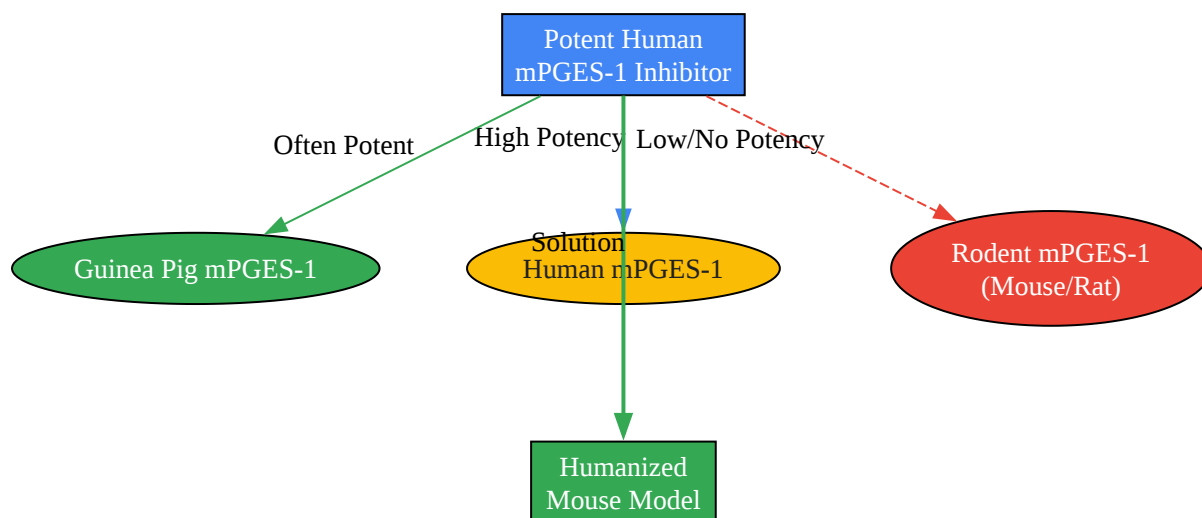 Potent Human
mPGES-1 Inhibitor
Often Potent
High Potency
Low/No Potency
Solution
Guinea Pig mPGES-1
Human mPGES-1
Rodent mPGES-1
(Mouse/Rat)
Humanized
Mouse Model